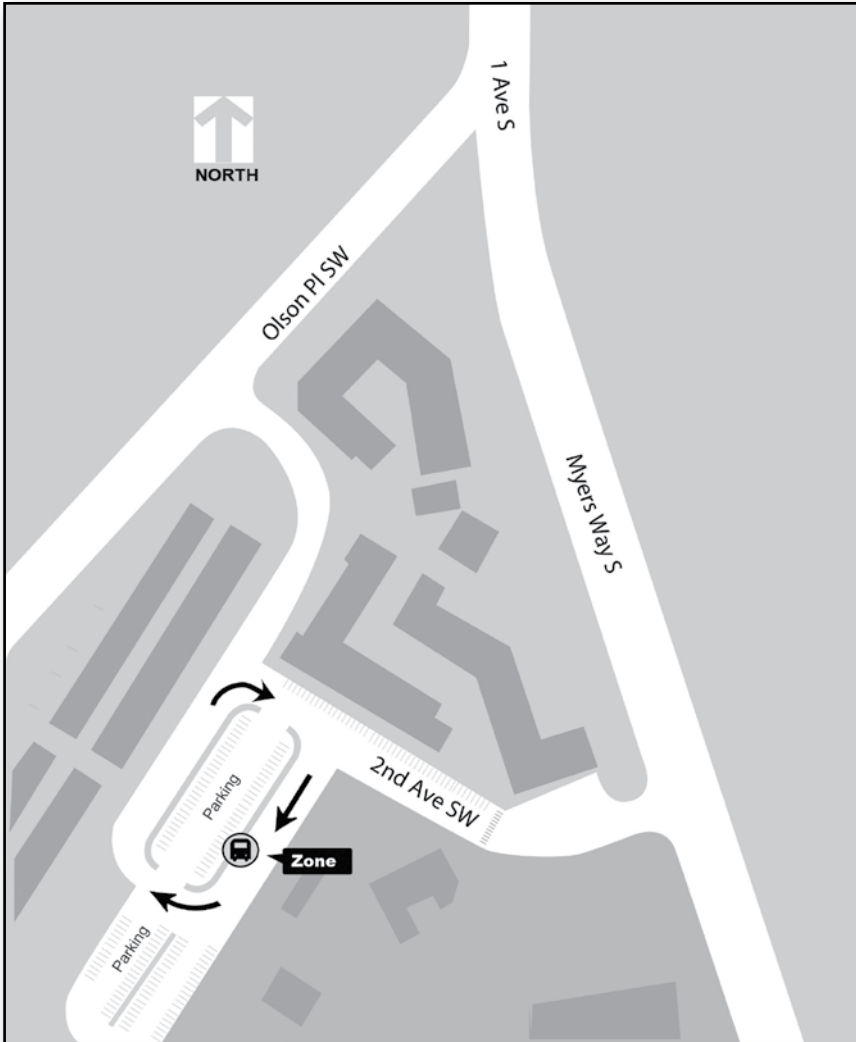 1 Ave S
NORTH
Olson Pl SW
Myers Way S
2nd Ave SW
Parking
Zone
Parking